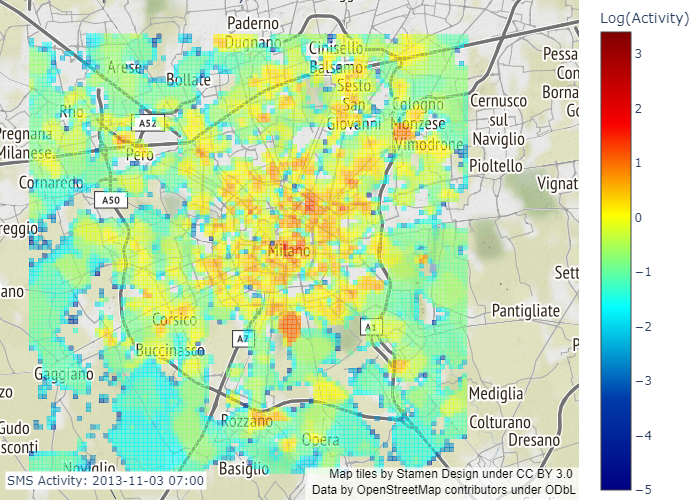 Log(Activity)
3
2
1
0
−1
−2
−3
−4
−5
Paderno
Dugnano
Cinisello
Balsamo
Arese
Bollate
Sesto
San
Giovanni
Cologno
Monzese
Vimodrone
Cernusco
sul
Naviglio
Pessa
Con
Borna
Go
Rho
A52
Pregnana
Milanese
Pero
Pioltello
Cornaredo
A50
Vignat
reggio
Milano
Sett
ano
Pantigliate
Corsico
A7
A1
Buccinasco
P
Gaggiano
zo
Mediglia
Rozzano
Colturano
Dresano
Gudo
sconti
Opera
Noviglio
Basiglio
SMS Activity: 2013-11-03 07:00
Map tiles by Stamen Design under CC BY 3.0
Data by OpenStreetMap contributors under ODbL